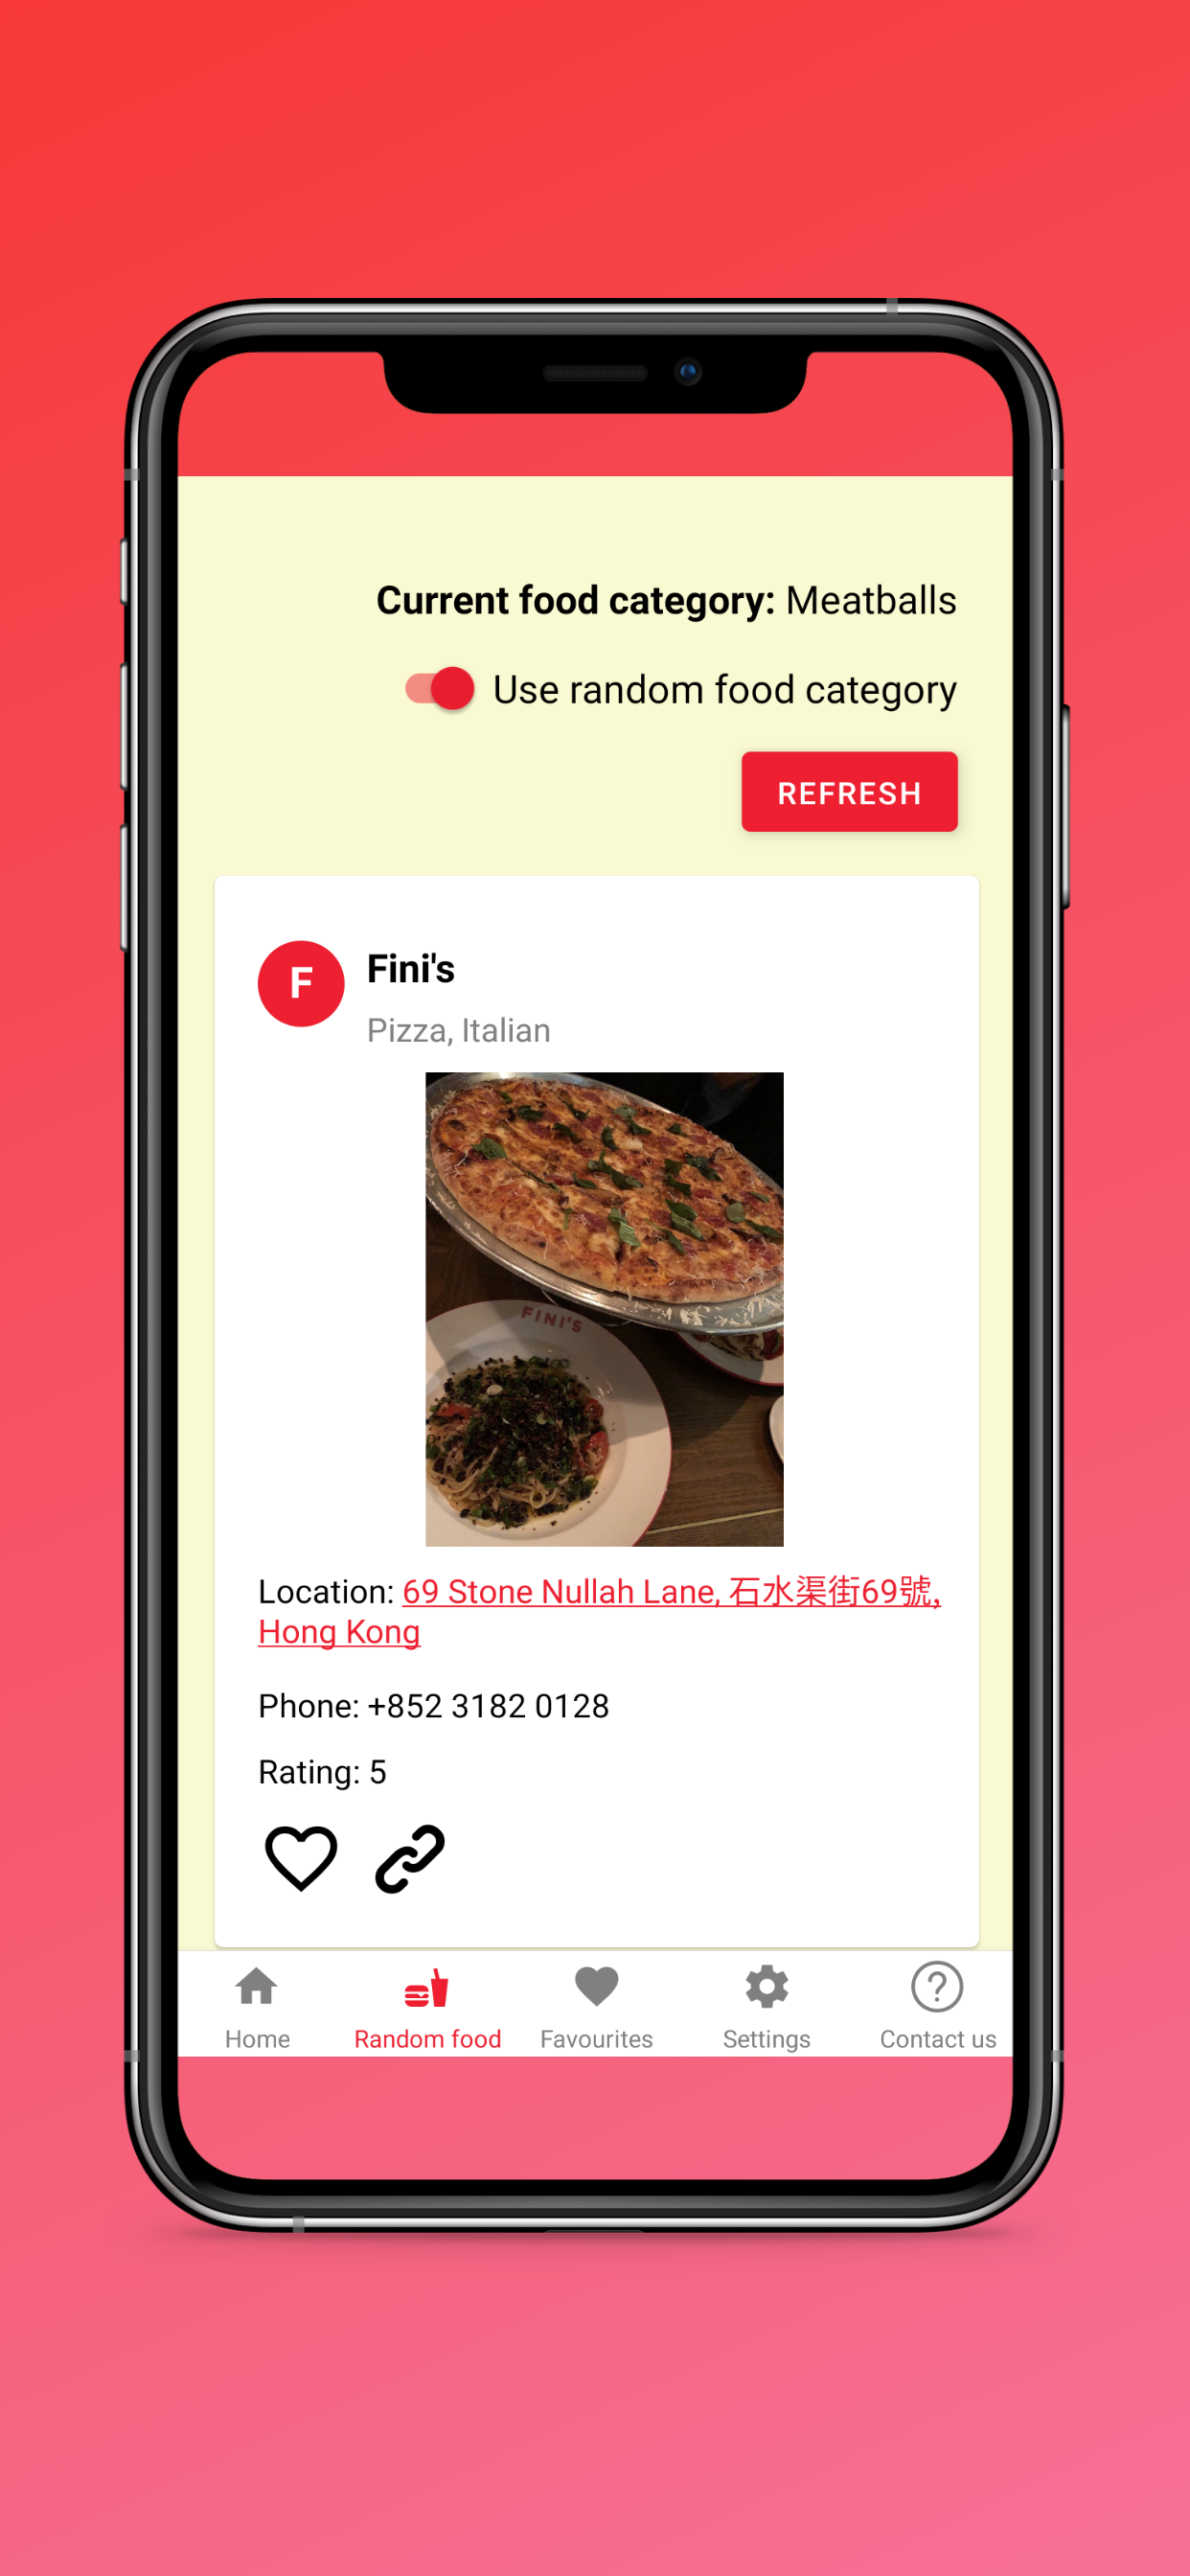 Current food category: Meatballs
Use random food category
REFRESH
F
Fini's
Pizza, Italian
FINI'S
Location: 69 Stone Nullah Lane, 石水渠街69號,
Hong Kong
Phone: +852 3182 0128
Rating: 5
Home
Random food
Favourites
Settings
Contact us